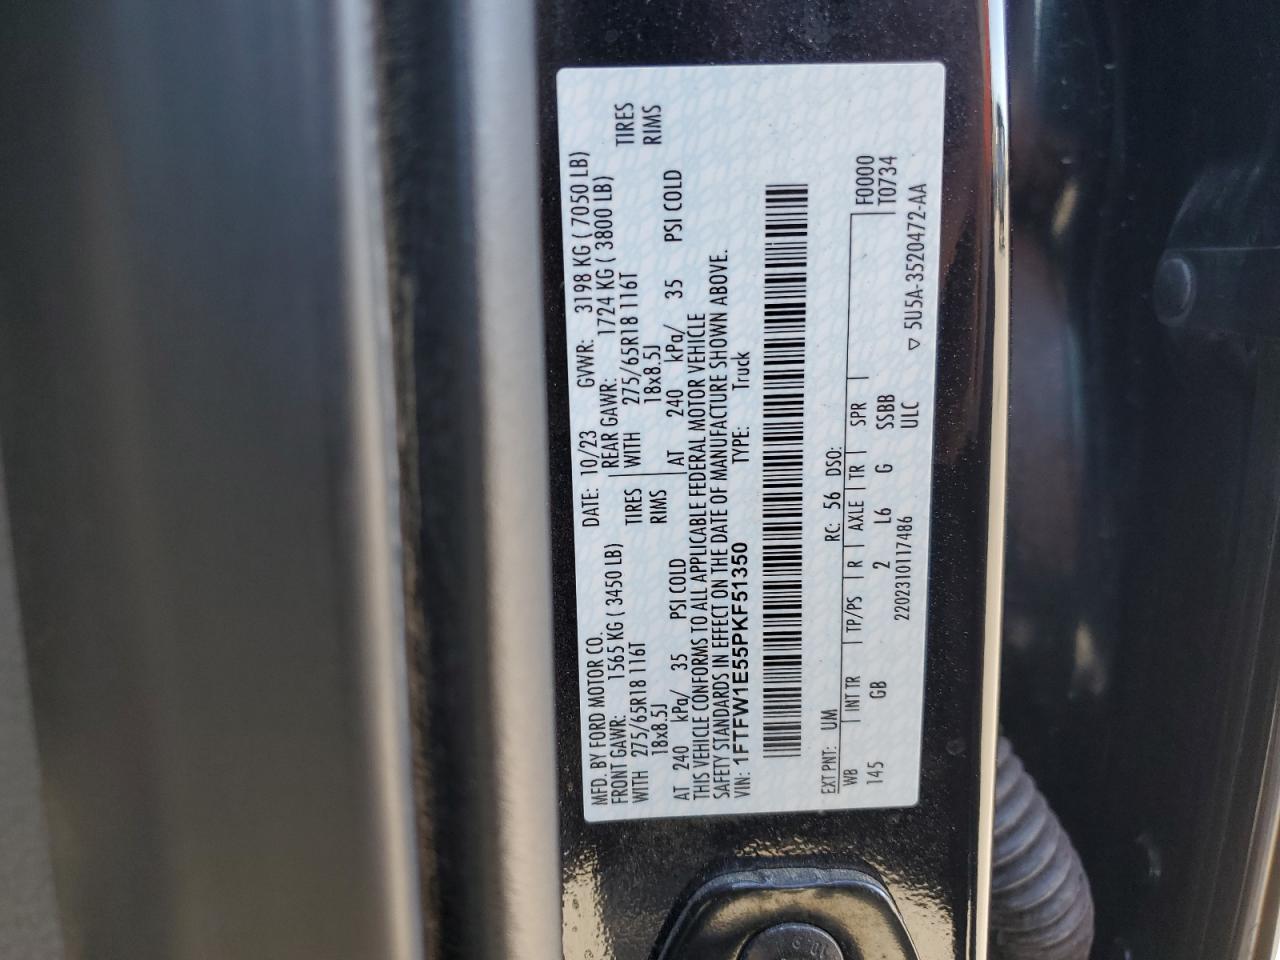 MFD. BY FORD MOTOR CO.
DATE: 10/23 GVWR: 3198 KG ( 7050 LB)
FRONT GAWR: 1565 KG ( 3450 LB) REAR GAWR: 1724 KG ( 3800 LB)
WITH 275/65R18 116T TIRES WITH 275/65R18 116T TIRES
18x8.5J RIMS 18x8.5J RIMS
AT 240 kPa/ 35 PSI COLD AT 240 kPa/ 35 PSI COLD
THIS VEHICLE CONFORMS TO ALL APPLICABLE FEDERAL MOTOR VEHICLE
SAFETY STANDARDS IN EFFECT ON THE DATE OF MANUFACTURE SHOWN ABOVE.
VIN: 1FTFW1E55PKF51350 TYPE: Truck
EXT PNT: UM RC: 56 DSO: F0000
WB INT TR TP/PS R AXLE TR SPR T0734
145 GB 2 L6 G SSBB
2202310117486 ULC ▽ 5U5A-3520472-AA